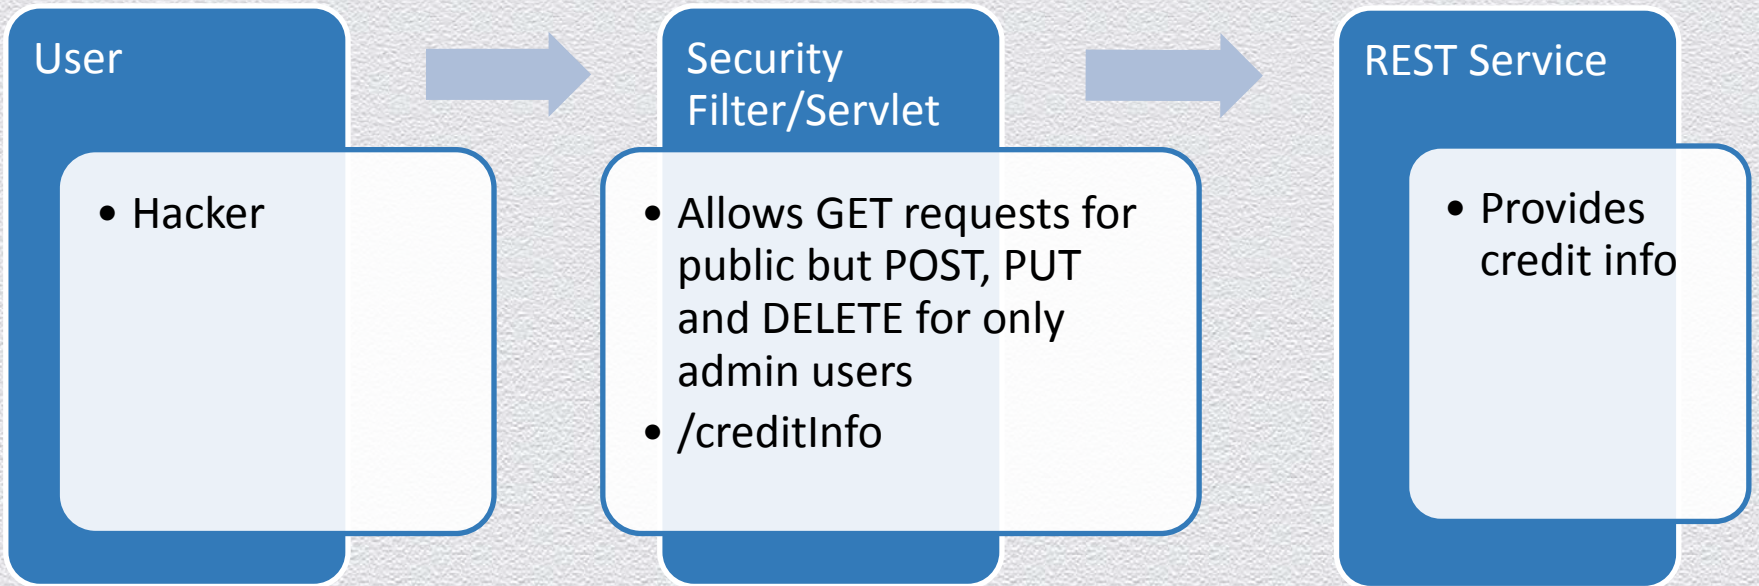 User
• Hacker
Security
Filter/Servlet
• Allows GET requests for
public but POST, PUT
and DELETE for only
admin users
• /creditInfo
REST Service
• Provides
credit info